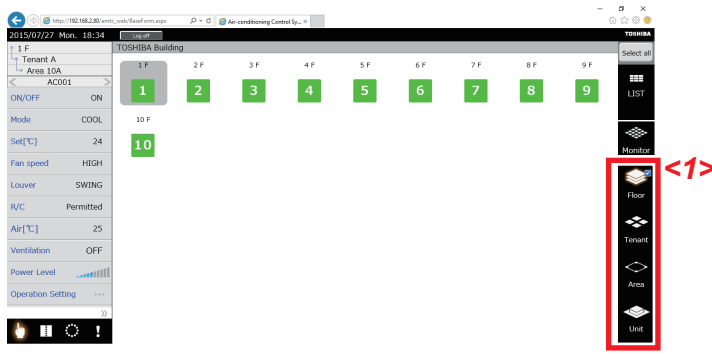 http://192.168.2.80/amtc_web/BaseForm.aspx
Air-conditioning Control Sy...
2015/07/27 Mon. 18:34
Log off
TOSHIBA
1 F
Tenant A
Area 10A
AC001
ON/OFF ON
Mode COOL
Set[℃] 24
Fan speed HIGH
Louver SWING
R/C Permitted
Air[℃] 25
Ventilation OFF
Power Level
Operation Setting
TOSHIBA Building
1 F 2 F 3 F 4 F 5 F 6 F 7 F 8 F 9 F
1 2 3 4 5 6 7 8 9
10 F
10
Select all
LIST
Monitor
Floor
Tenant
Area
Unit
<1>